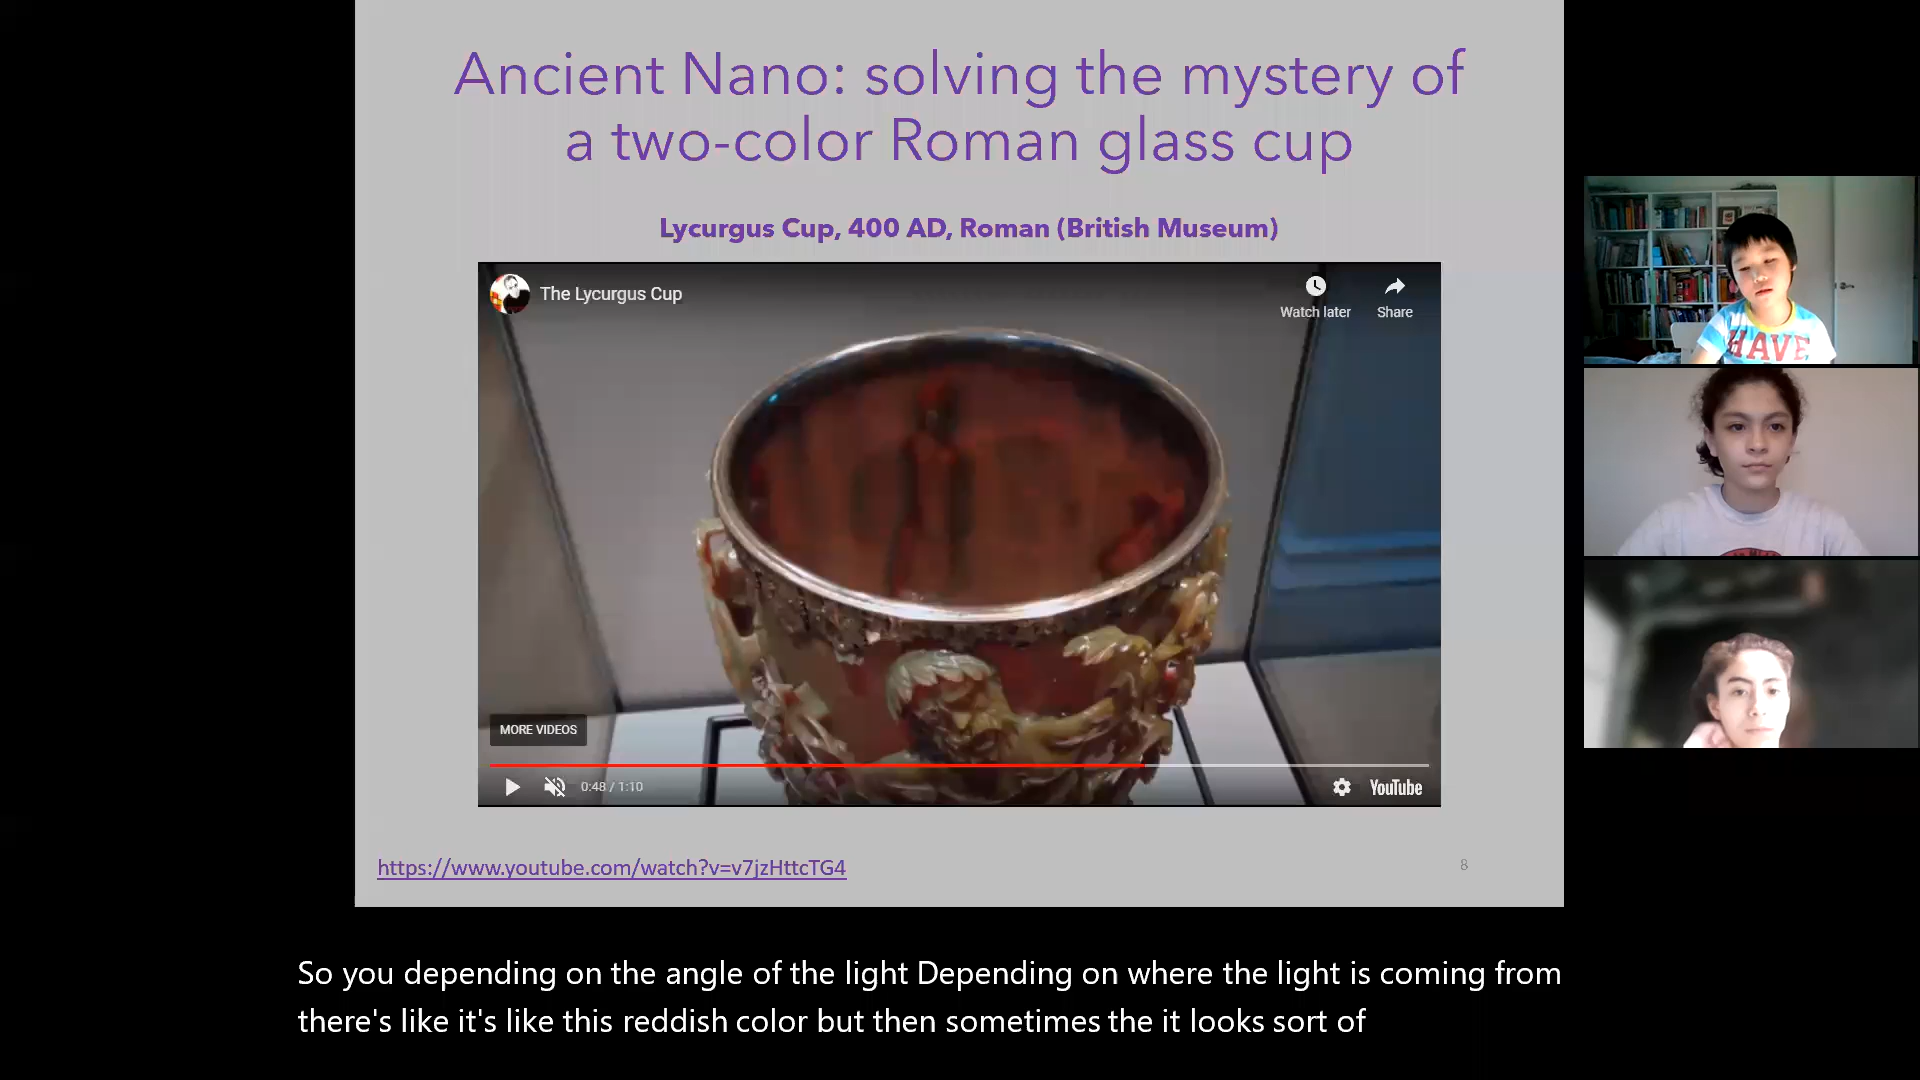 Ancient Nano: solving the mystery of
a two-color Roman glass cup
Lycurgus Cup, 400 AD, Roman (British Museum)
The Lycurgus Cup
Watch later
Share
MORE VIDEOS
0:48 / 1:10
YouTube
https://www.youtube.com/watch?v=v7jzHttcTG4
8
HAVE
So you depending on the angle of the light Depending on where the light is coming from
there's like it's like this reddish color but then sometimes the it looks sort of